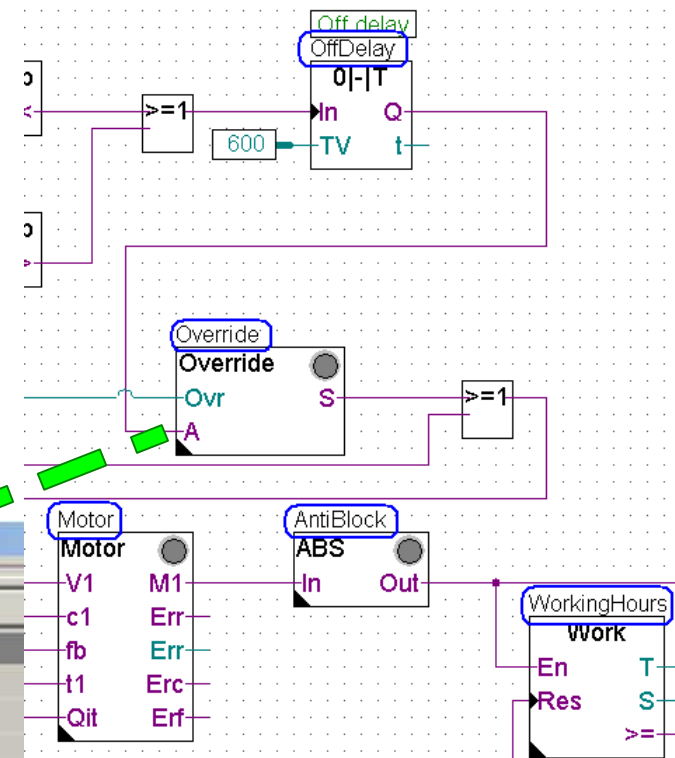 Off delay
OffDelay
0|-|T
>=1
In Q
600
TV t
Override
Override
Ovr S
>=1
A
Motor
Motor
V1 M1
c1 Err
fb Err
t1 Erc
Qit Erf
AntiBlock
ABS
In Out
WorkingHours
Work
En T
Res S
>=